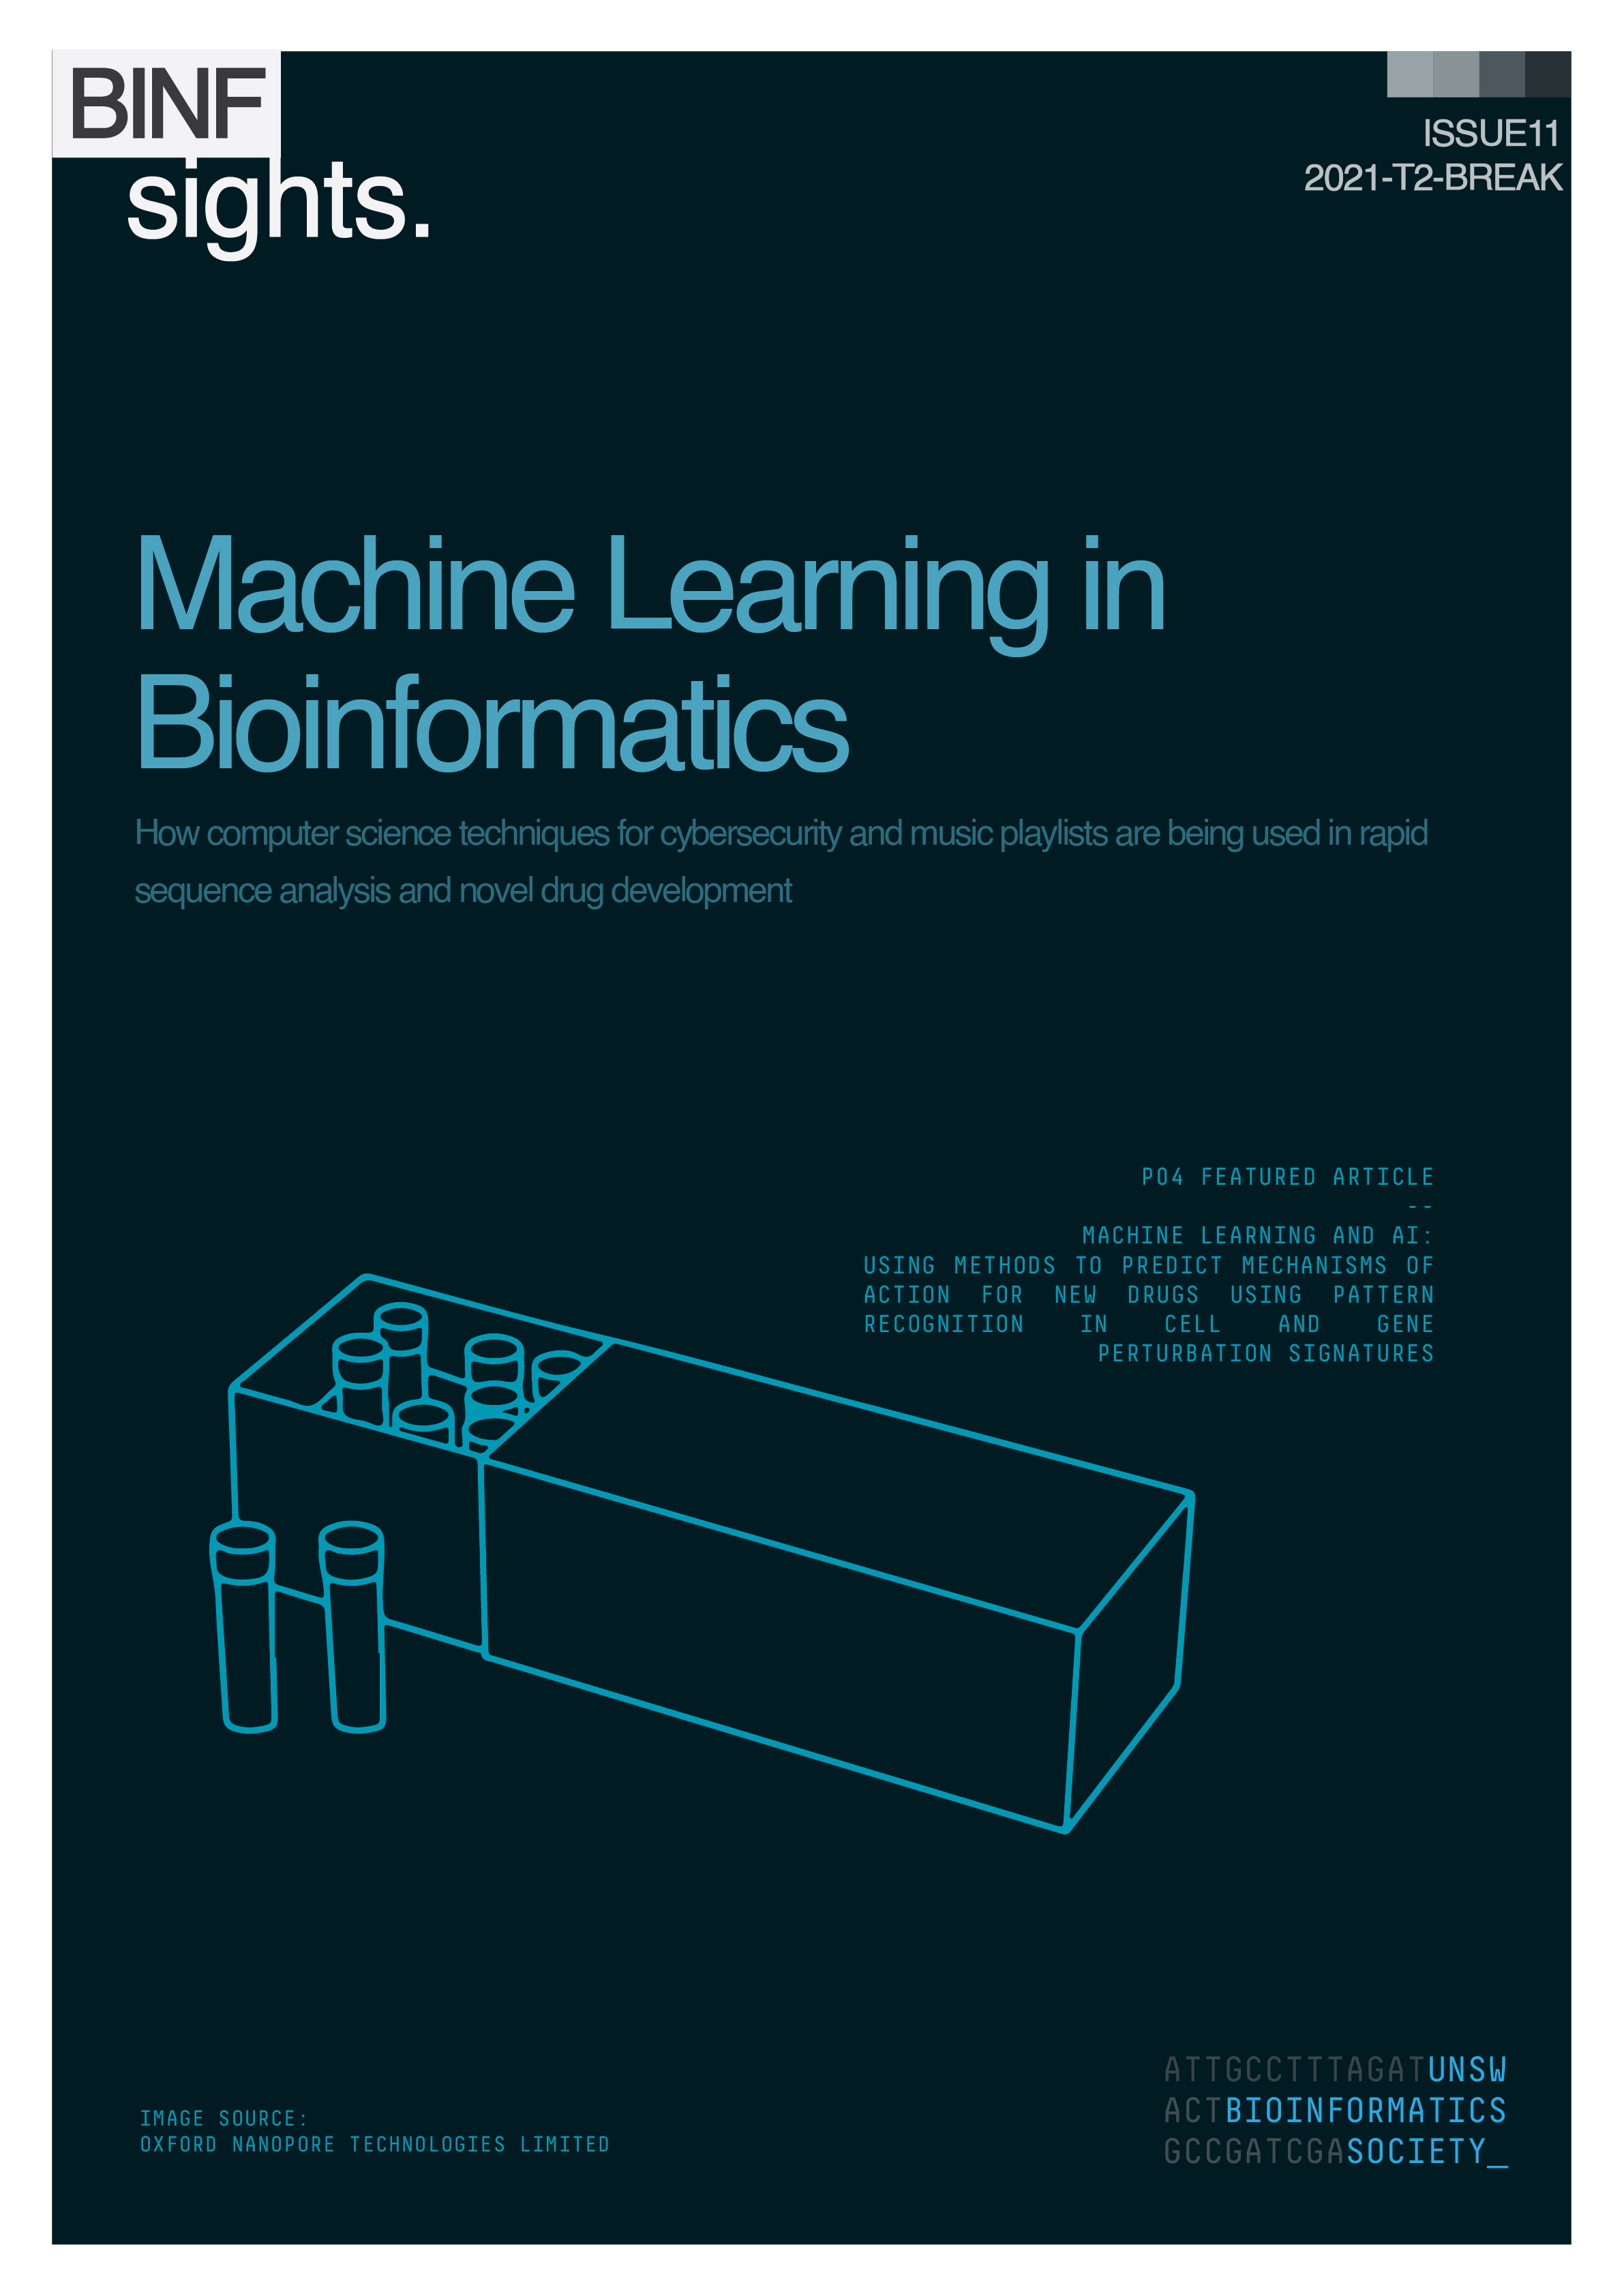 BINF
sights.
ISSUE11
2021-T2-BREAK
Machine Learning in
Bioinformatics
How computer science techniques for cybersecurity and music playlists are being used in rapid
sequence analysis and novel drug development
P04 FEATURED ARTICLE
--
MACHINE LEARNING AND AI:
USING METHODS TO PREDICT MECHANISMS OF
ACTION FOR NEW DRUGS USING PATTERN
RECOGNITION IN CELL AND GENE
PERTURBATION SIGNATURES
IMAGE SOURCE:
OXFORD NANOPORE TECHNOLOGIES LIMITED
ATTGCCTTTAGATUNSW
ACTBIOINFORMATICS
GCCGATCGASOCIETY_